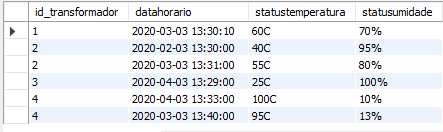 id_transformador datahorario statustemperatura statusumidade
1 2020-03-03 13:30:10 60C 70%
2 2020-02-03 13:30:00 40C 95%
2 2020-03-03 13:31:00 55C 80%
3 2020-04-03 13:29:00 25C 100%
4 2020-04-03 13:33:00 100C 10%
4 2020-03-03 13:40:00 95C 13%